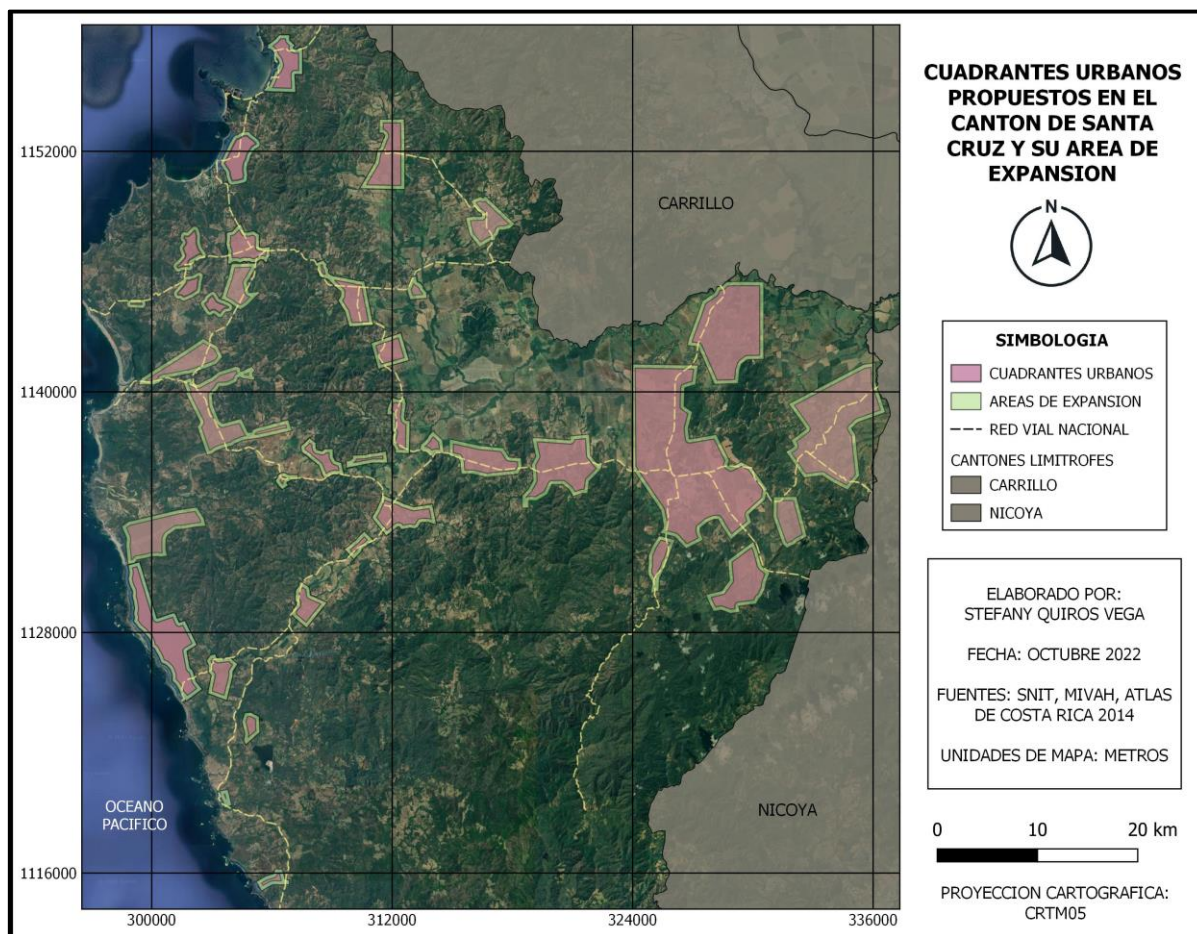 CUADRANTES URBANOS
PROPUESTOS EN EL
CANTON DE SANTA
CRUZ Y SU AREA DE
EXPANSION
N
SIMBOLOGIA
CUADRANTES URBANOS
AREAS DE EXPANSION
RED VIAL NACIONAL
CANTONES LIMITROFES
CARRILLO
NICOYA
ELABORADO POR:
STEFANY QUIROS VEGA
FECHA: OCTUBRE 2022
FUENTES: SNIT, MIVAH, ATLAS
DE COSTA RICA 2014
UNIDADES DE MAPA: METROS
0 10 20 km
PROYECCION CARTOGRAFICA:
CRTM05
1152000
1140000
1128000
1116000
300000 312000 324000 336000
CARRILLO
NICOYA
OCEANO
PACIFICO